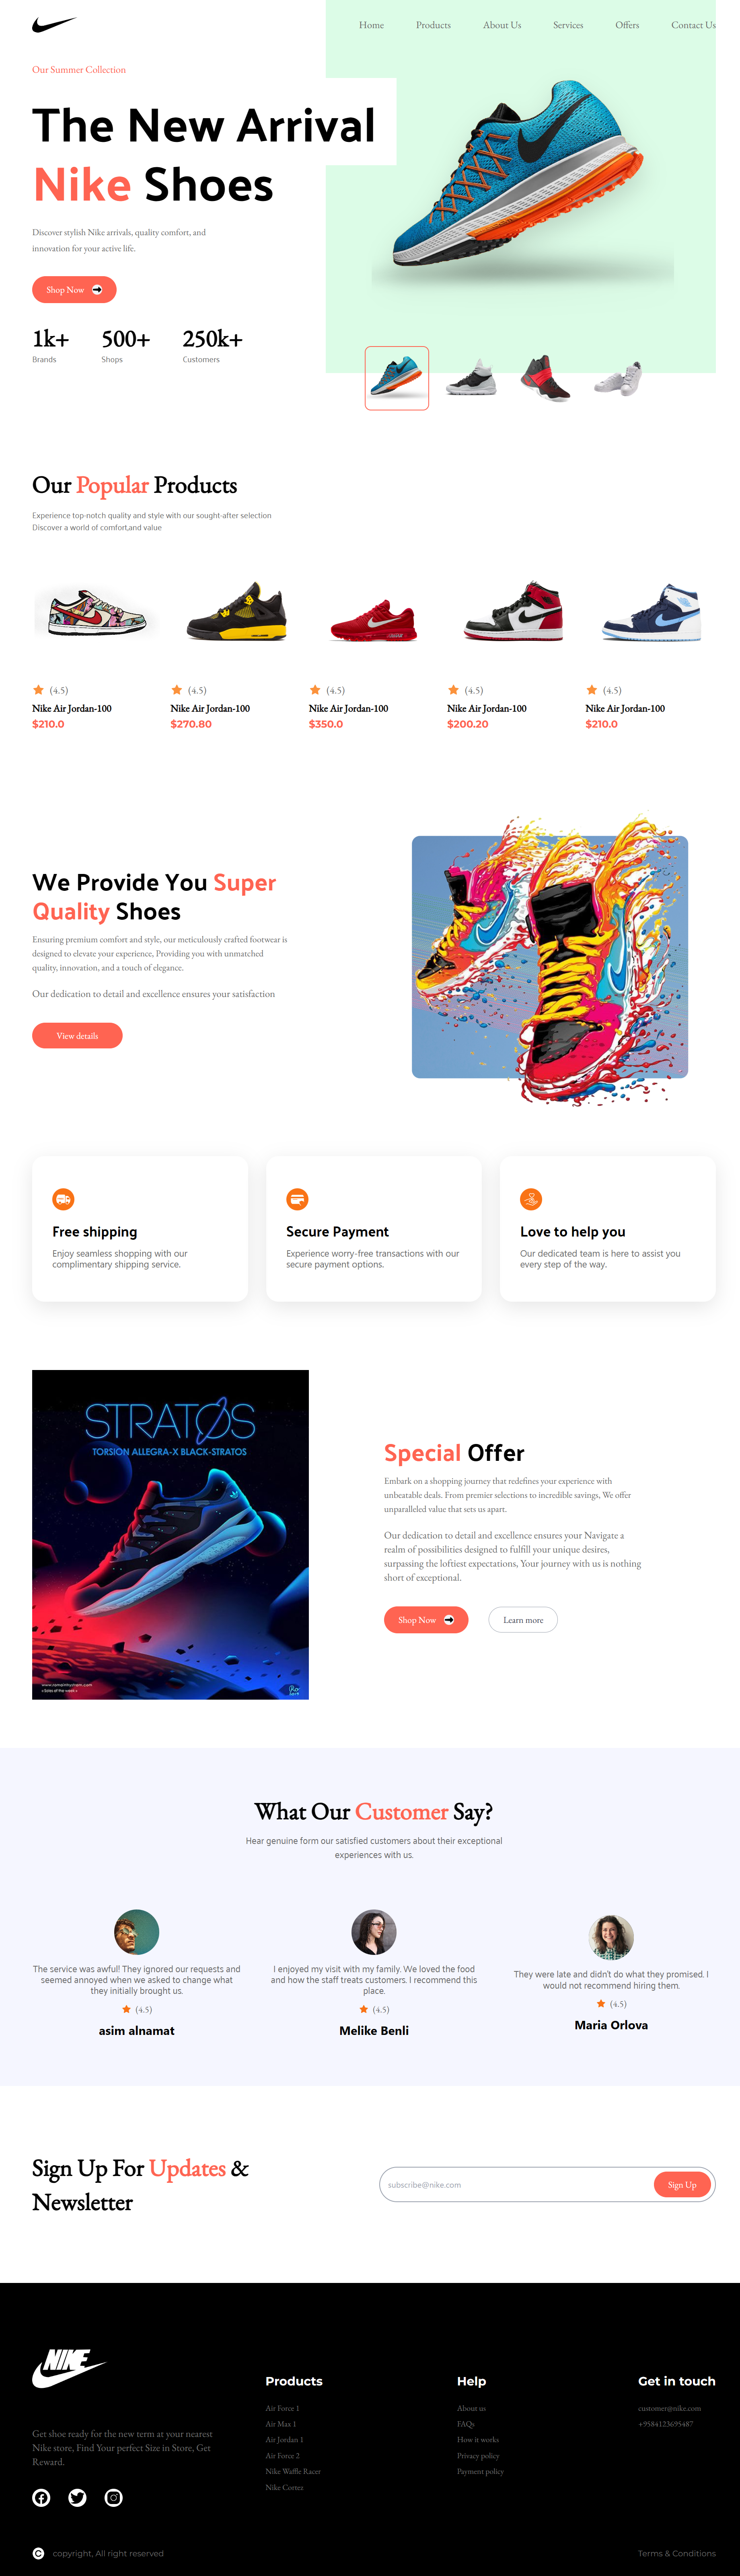 Home Products About Us Services Offers Contact Us
Our Summer Collection
The New Arrival
Nike Shoes
Discover stylish Nike arrivals, quality comfort, and
innovation for your active life.
Shop Now
1k+ 500+ 250k+
Brands Shops Customers
Our Popular Products
Experience top-notch quality and style with our sought-after selection
Discover a world of comfort,and value
(4.5) (4.5) (4.5) (4.5) (4.5)
Nike Air Jordan-100 Nike Air Jordan-100 Nike Air Jordan-100 Nike Air Jordan-100 Nike Air Jordan-100
$210.0 $270.80 $350.0 $200.20 $210.0
We Provide You Super
Quality Shoes
Ensuring premium comfort and style, our meticulously crafted footwear is
designed to elevate your experience, Providing you with unmatched
quality, innovation, and a touch of elegance.
Our dedication to detail and excellence ensures your satisfaction
View details
Free shipping
Enjoy seamless shopping with our
complimentary shipping service.
Secure Payment
Experience worry-free transactions with our
secure payment options.
Love to help you
Our dedicated team is here to assist you
every step of the way.
STRATOS
TORSION ALLEGRA-X BLACK-STRATOS
Special Offer
Embark on a shopping journey that redefines your experience with
unbeatable deals. From premier selections to incredible savings, We offer
unparalleled value that sets us apart.
Our dedication to detail and excellence ensures your Navigate a
realm of possibilities designed to fulfill your unique desires,
surpassing the loftiest expectations, Your journey with us is nothing
short of exceptional.
Shop Now
Learn more
What Our Customer Say?
Hear genuine form our satisfied customers about their exceptional
experiences with us.
The service was awful! They ignored our requests and
seemed annoyed when we asked to change what
they initially brought us.
(4.5)
asim alnamat
I enjoyed my visit with my family. We loved the food
and how the staff treats customers. I recommend this
place.
(4.5)
Melike Benli
They were late and didn't do what they promised. I
would not recommend hiring them.
(4.5)
Maria Orlova
Sign Up For Updates &
Newsletter
subscribe@nike.com
Sign Up
NIKE
Get shoe ready for the new term at your nearest
Nike store, Find Your perfect Size in Store, Get
Reward.
Products
Air Force 1
Air Max 1
Air Jordan 1
Air Force 2
Nike Waffle Racer
Nike Cortez
Help
About us
FAQs
How it works
Privacy policy
Payment policy
Get in touch
customer@nike.com
+9584123695487
copyright, All right reserved
Terms & Conditions